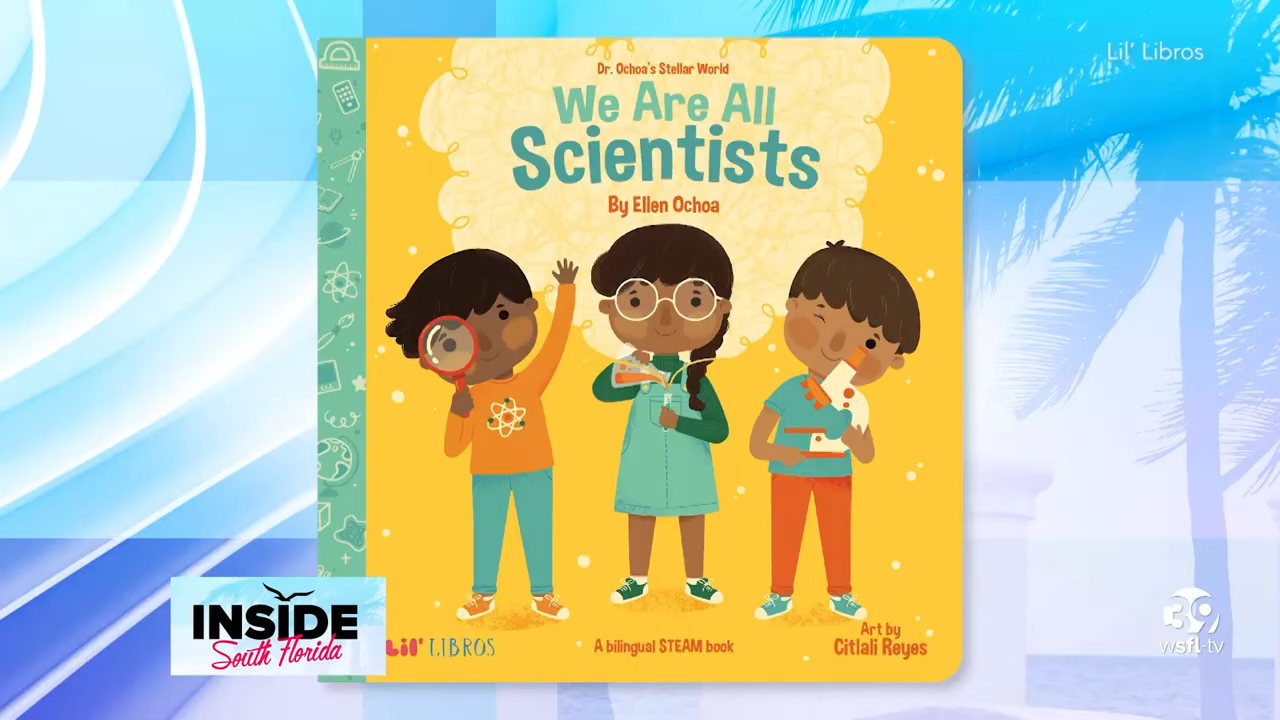 Lil' Libros
Dr. Ochoa's Stellar World
We Are All
Scientists
By Ellen Ochoa
Lil' LIBROS
A bilingual STEAM book
Art by
Citlali Reyes
INSIDE
South Florida
39
wsfl-tv